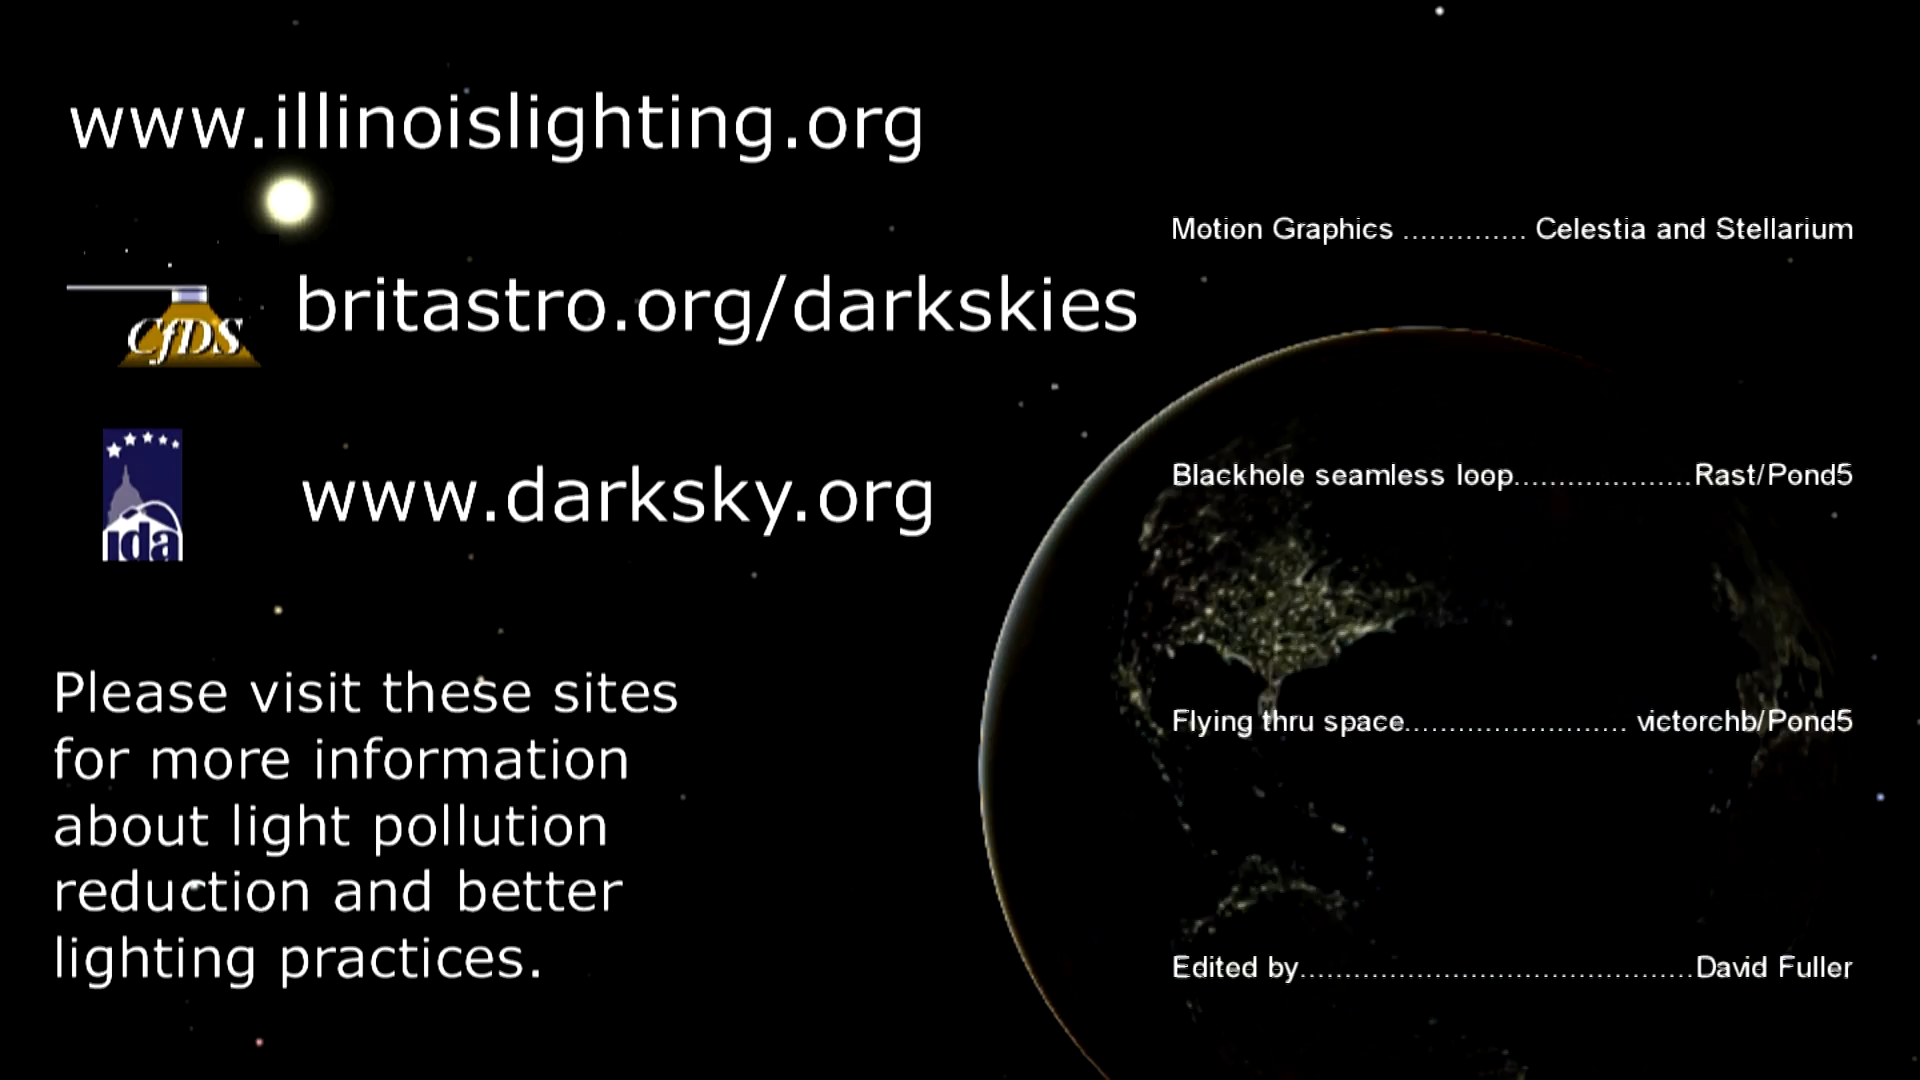 www.illinoislighting.org
CfDS
britastro.org/darkskies
ida
www.darksky.org
Please visit these sites
for more information
about light pollution
reduction and better
lighting practices.
Motion Graphics .............. Celestia and Stellarium
Blackhole seamless loop....................Rast/Pond5
Flying thru space......................... victorchb/Pond5
Edited by............................................David Fuller